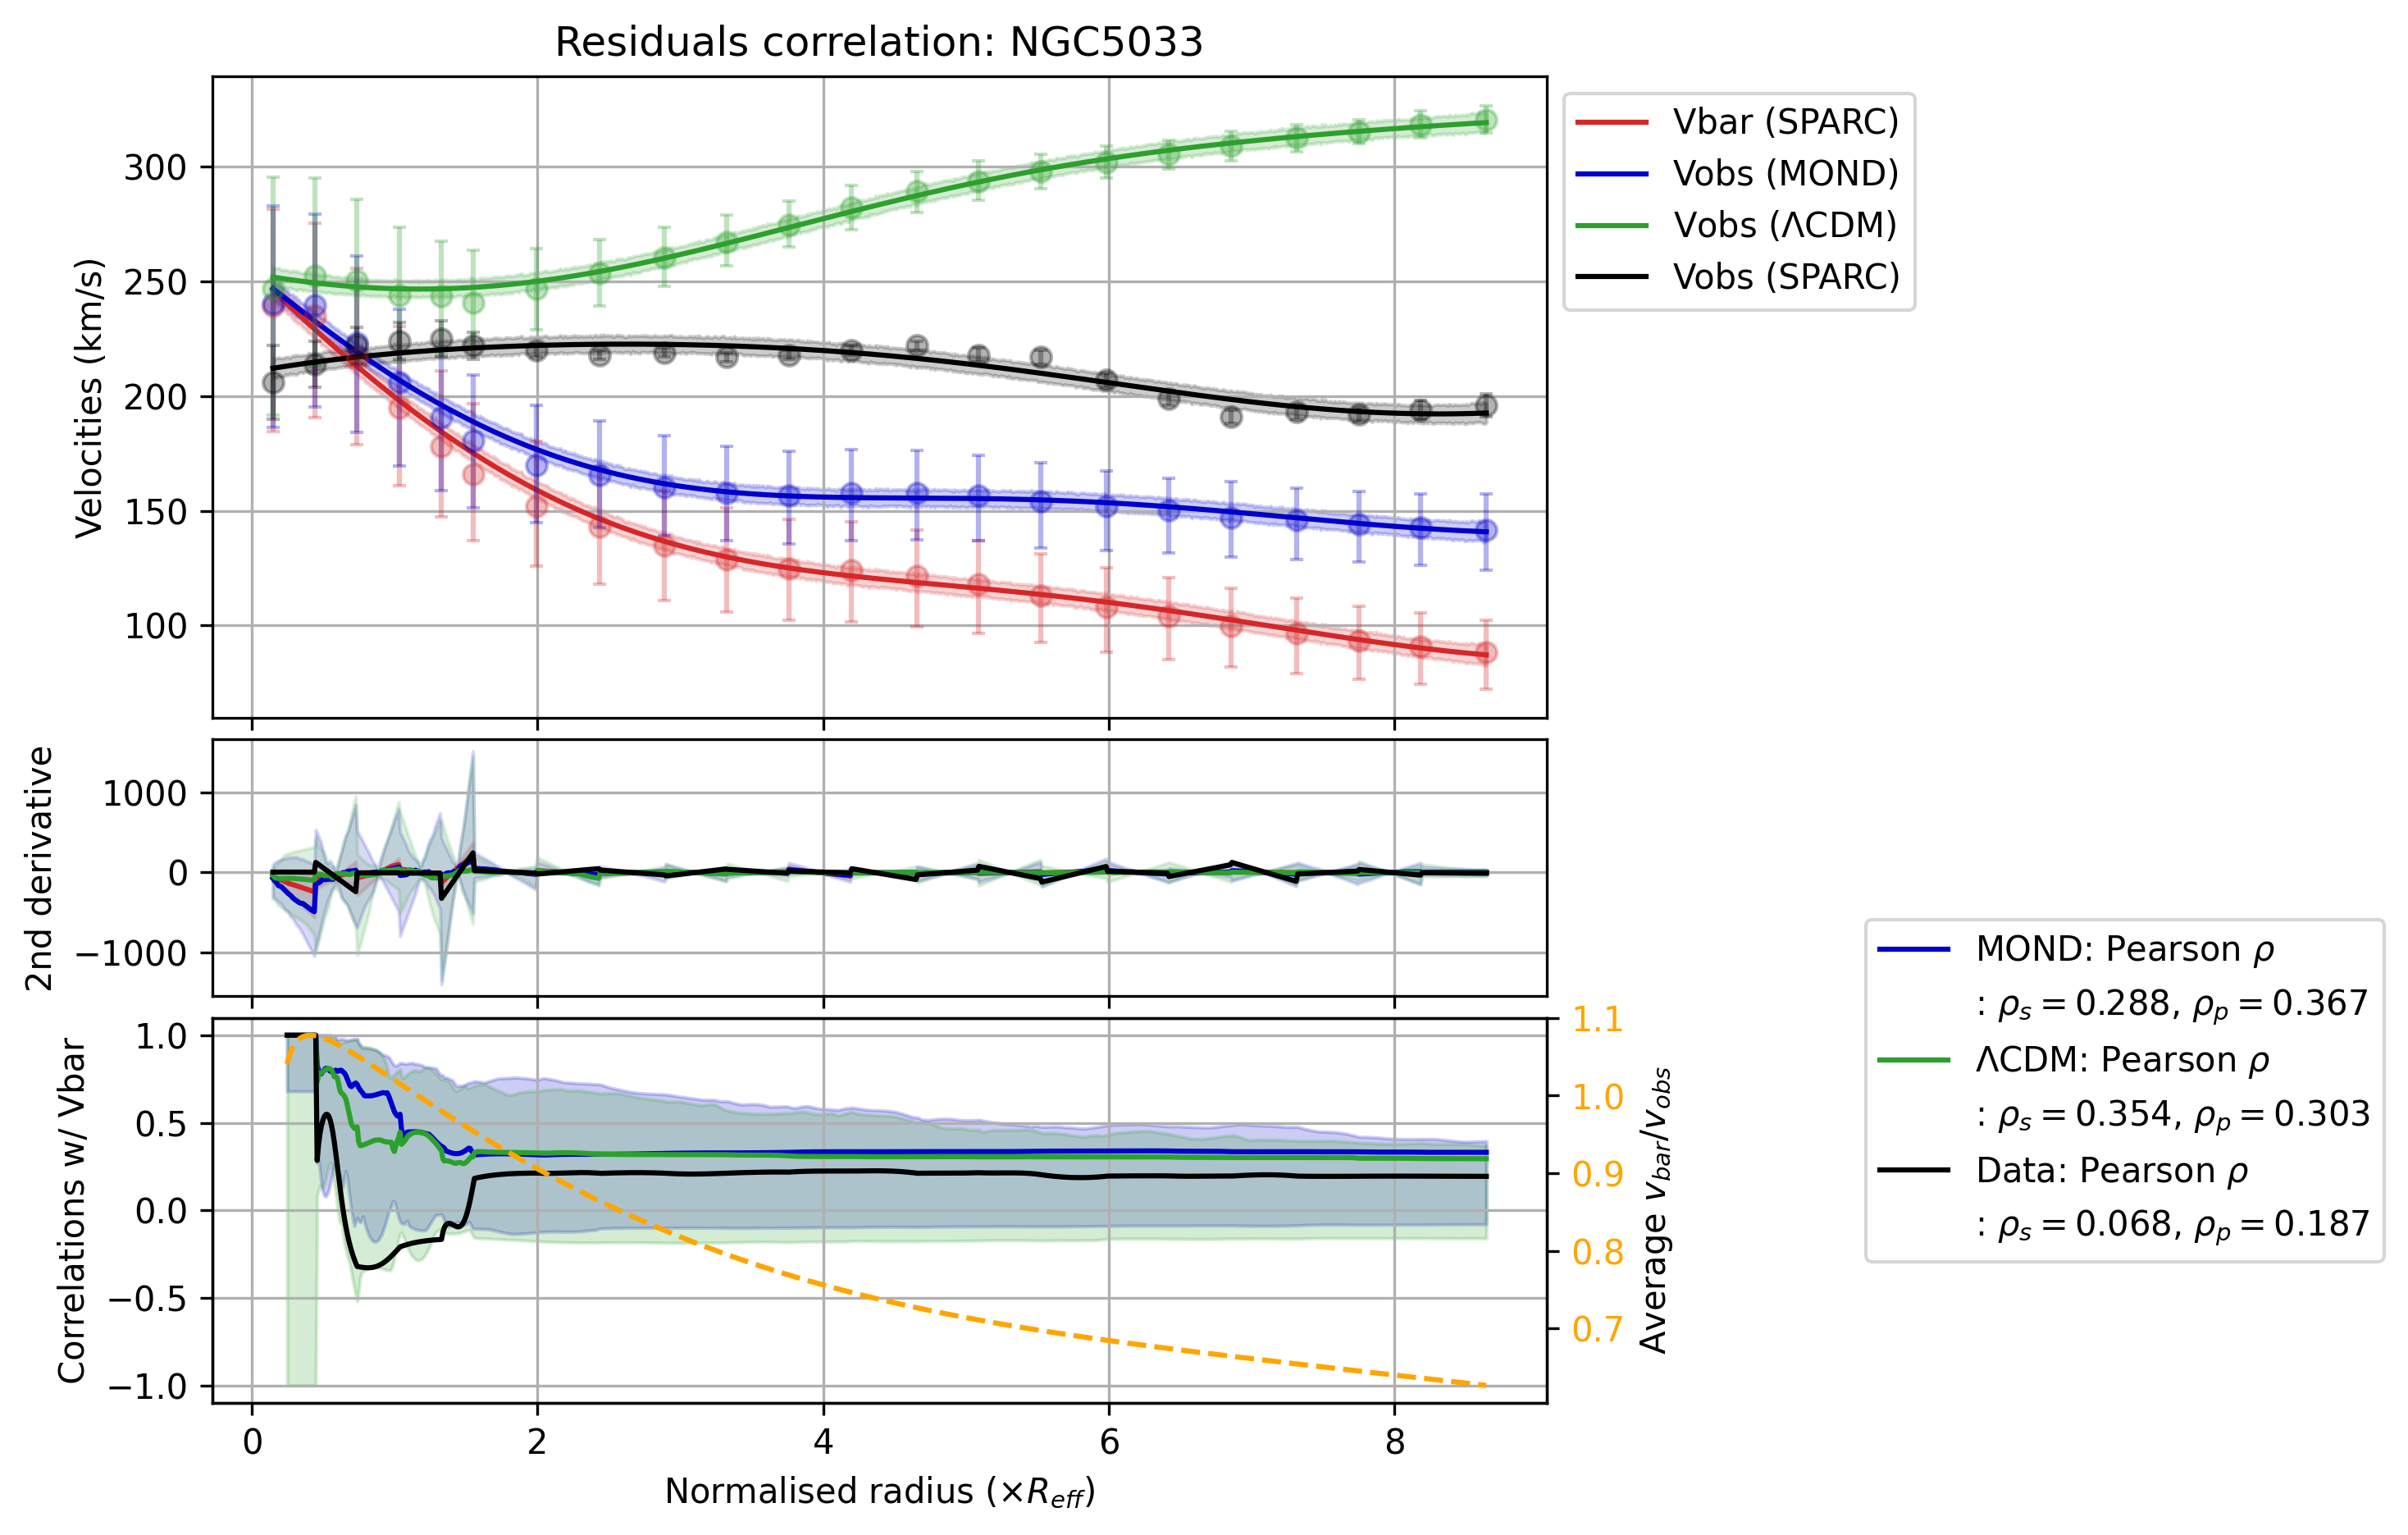 Residuals correlation: NGC5033
Velocities (km/s)
300
250
200
150
100
Vbar (SPARC)
Vobs (MOND)
Vobs (ΛCDM)
Vobs (SPARC)
2nd derivative
1000
0
−1000
Correlations w/ Vbar
1.0
0.5
0.0
−0.5
−1.0
1.1
1.0
0.9
0.8
0.7
Average v_bar/v_obs
MOND: Pearson ρ
: ρ_s = 0.288, ρ_p = 0.367
ΛCDM: Pearson ρ
: ρ_s = 0.354, ρ_p = 0.303
Data: Pearson ρ
: ρ_s = 0.068, ρ_p = 0.187
0 2 4 6 8
Normalised radius (×R_eff)